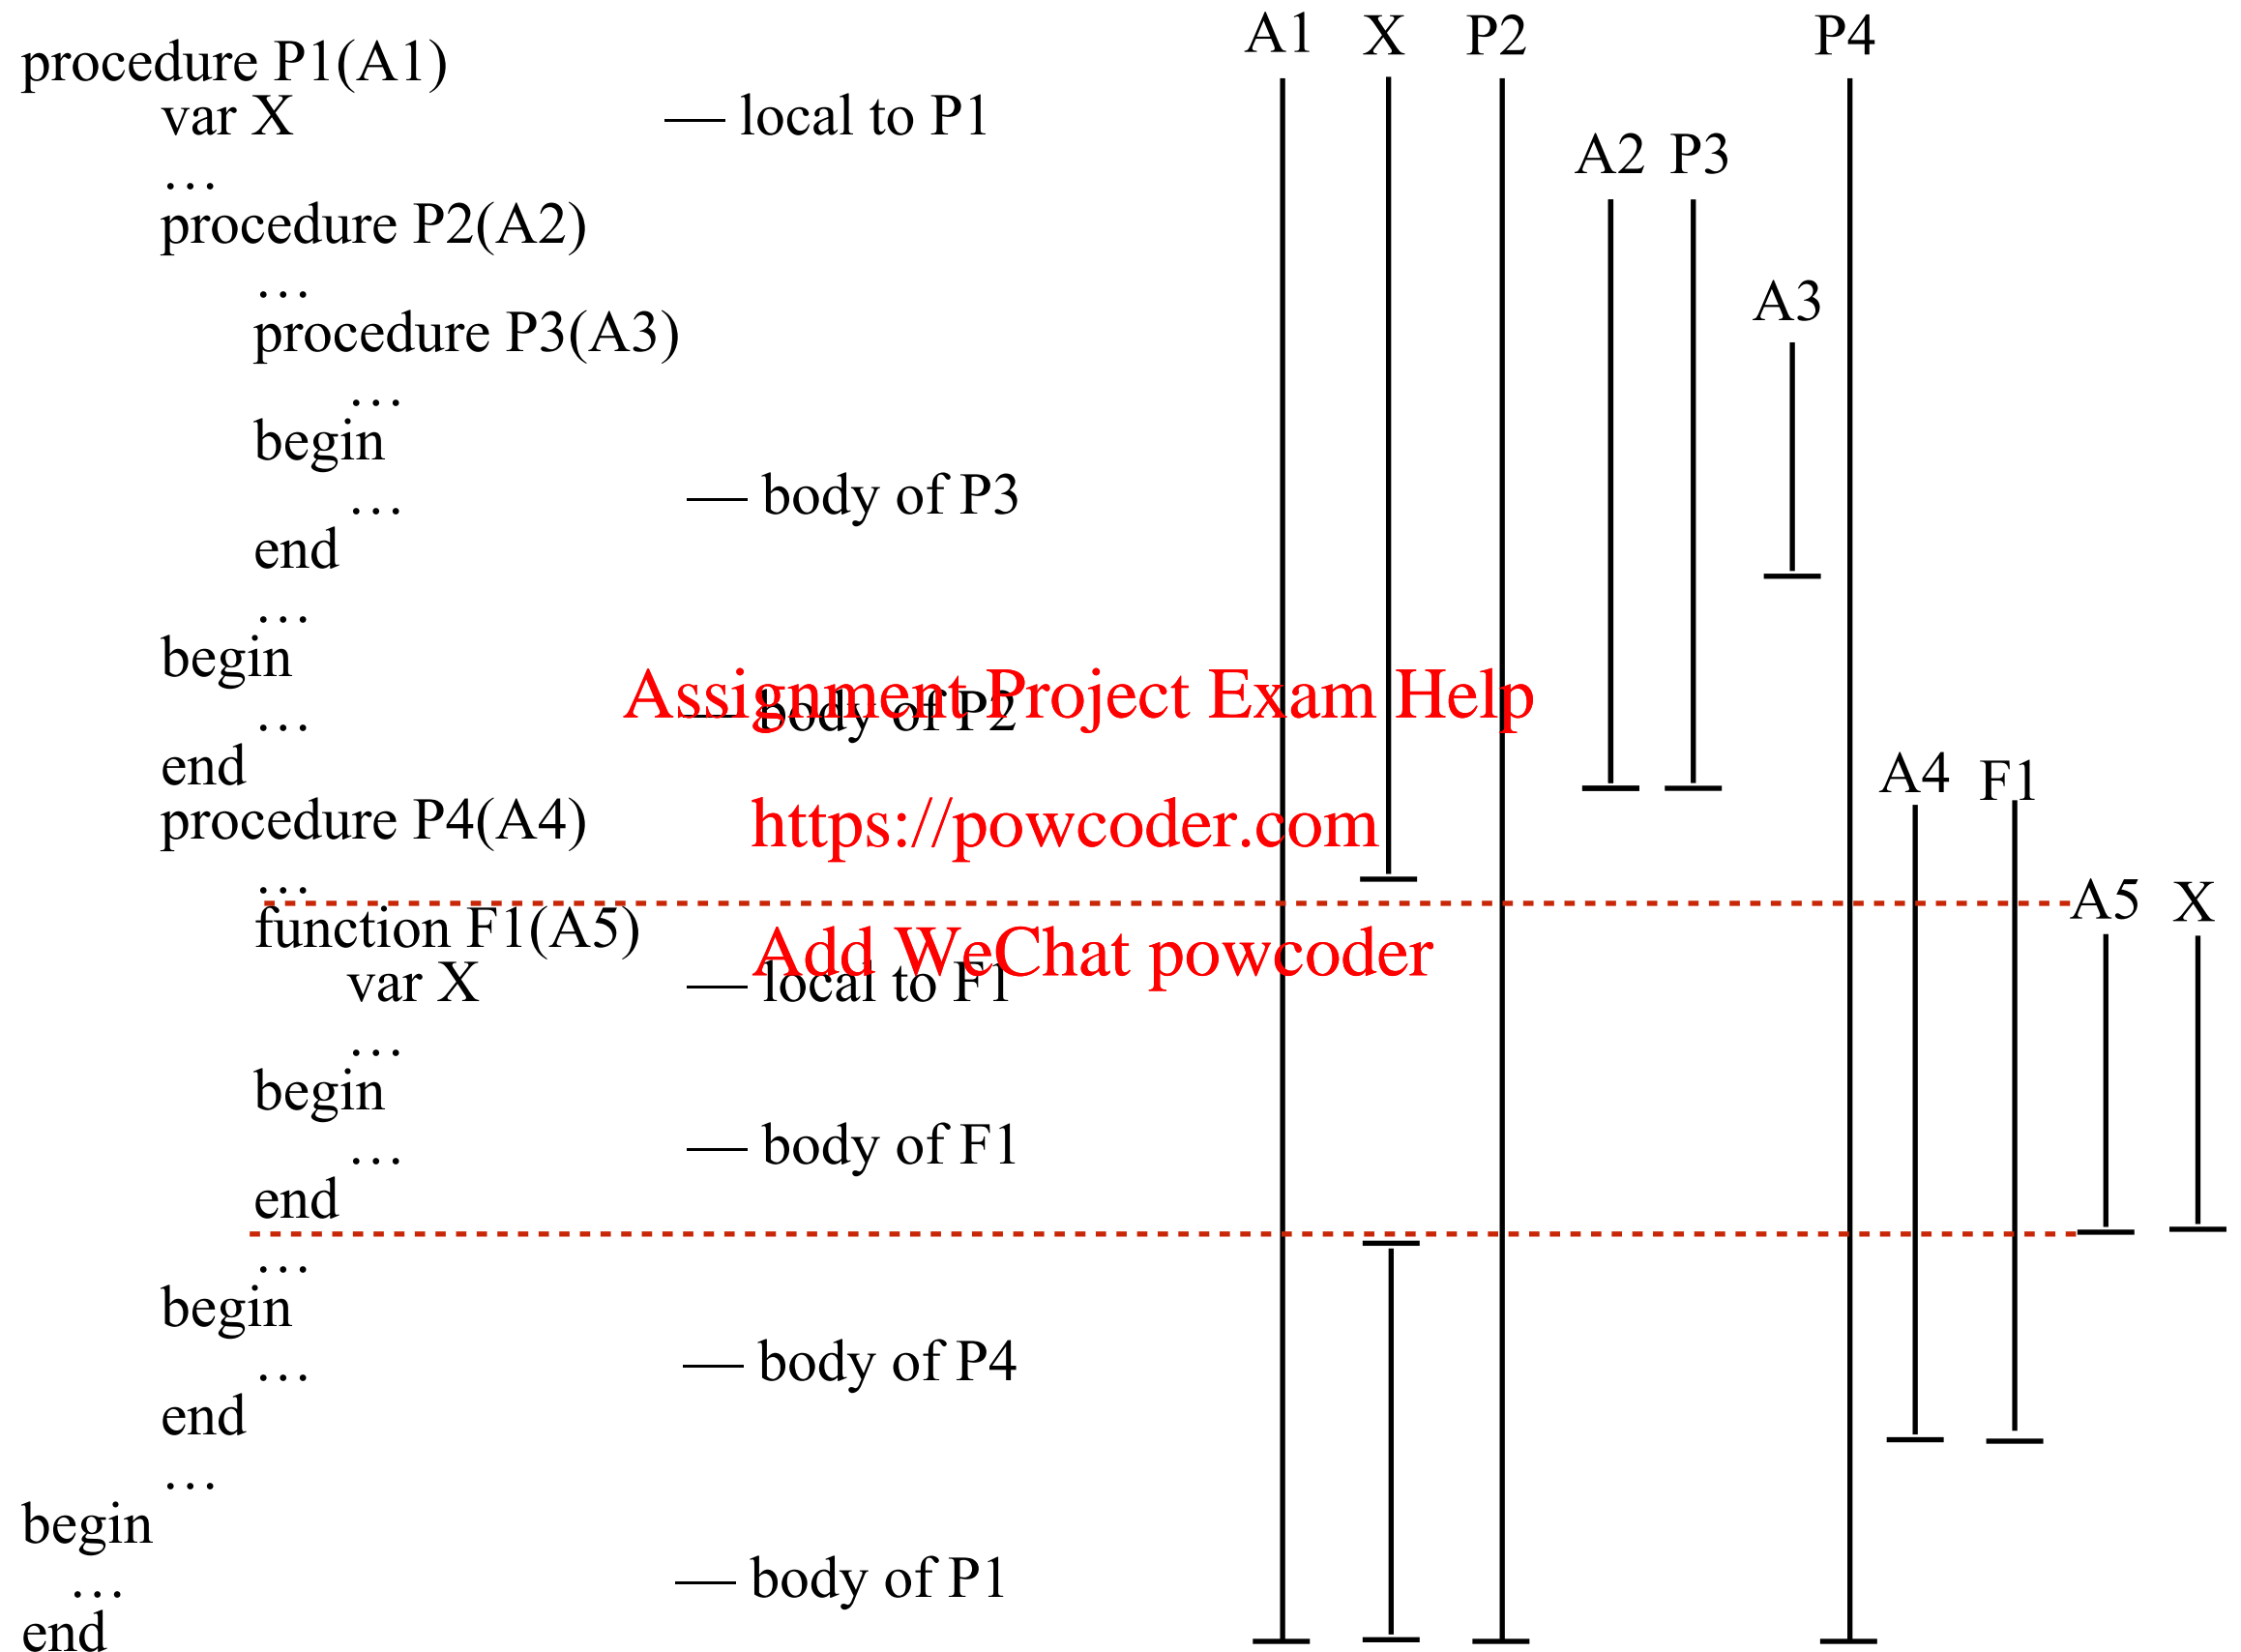 A1 X P2 P4
procedure P1(A1)
var X — local to P1
A2 P3
…
procedure P2(A2)
…
A3
procedure P3(A3)
…
begin
… — body of P3
end
…
begin
Assignment Project Exam Help
… — body of P2
end
A4 F1
procedure P4(A4)
https://powcoder.com
…
A5 X
function F1(A5)
Add WeChat powcoder
var X — local to F1
…
begin
… — body of F1
end
…
begin
… — body of P4
end
…
begin
… — body of P1
end